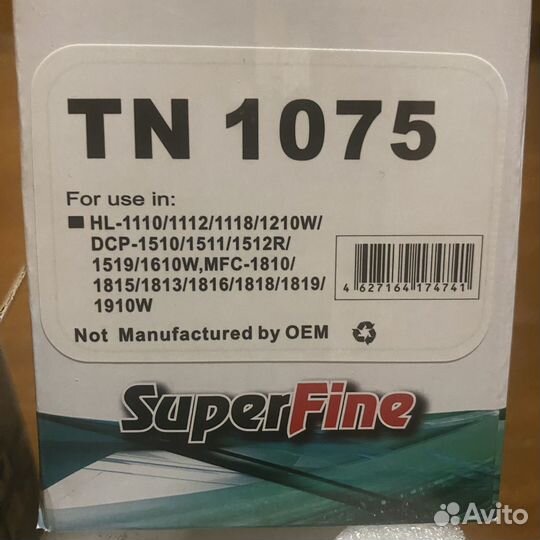 TN 1075
For use in:
■ HL-1110/1112/1118/1210W/
DCP-1510/1511/1512R/
1519/1610W,MFC-1810/
1815/1813/1816/1818/1819/
1910W
4 627164 174741
Not Manufactured by OEM
SuperFine
Avito